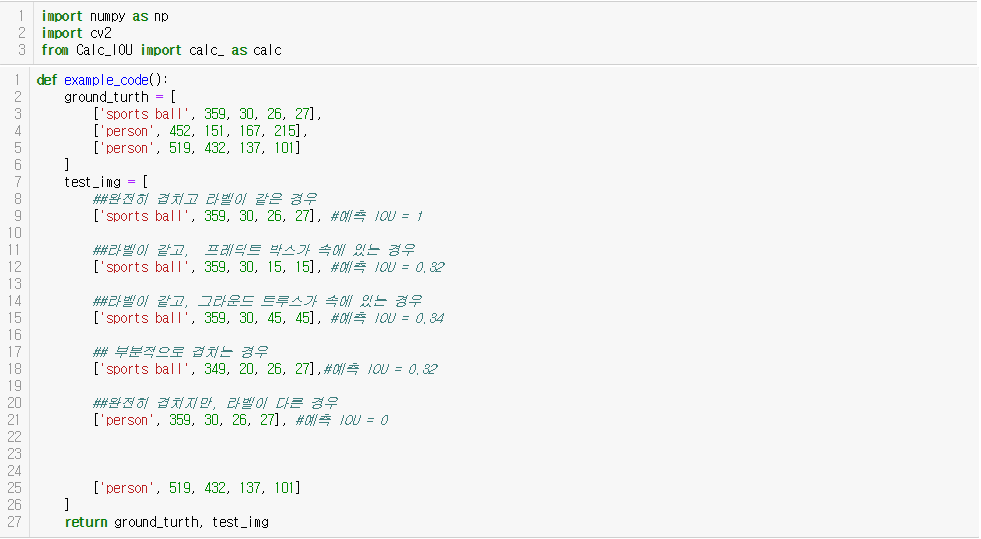 1 import numpy as np
2 import cv2
3 from Calc_IOU import calc_ as calc
1 def example_code():
2 ground_turth = [
3 ['sports ball', 359, 30, 26, 27],
4 ['person', 452, 151, 167, 215],
5 ['person', 519, 432, 137, 101]
6 ]
7 test_img = [
8 ##완전히 겹치고 라벨이 같은 경우
9 ['sports ball', 359, 30, 26, 27], #예측 IOU = 1
10
11 ##라벨이 같고, 프레딕트 박스가 속에 있는 경우
12 ['sports ball', 359, 30, 15, 15], #예측 IOU = 0.32
13
14 ##라벨이 같고, 그라운드 트루스가 속에 있는 경우
15 ['sports ball', 359, 30, 45, 45], #예측 IOU = 0.34
16
17 ## 부분적으로 겹치는 경우
18 ['sports ball', 349, 20, 26, 27],#예측 IOU = 0.32
19
20 ##완전히 겹치지만, 라벨이 다른 경우
21 ['person', 359, 30, 26, 27], #예측 IOU = 0
22
23
24
25 ['person', 519, 432, 137, 101]
26 ]
27 return ground_turth, test_img